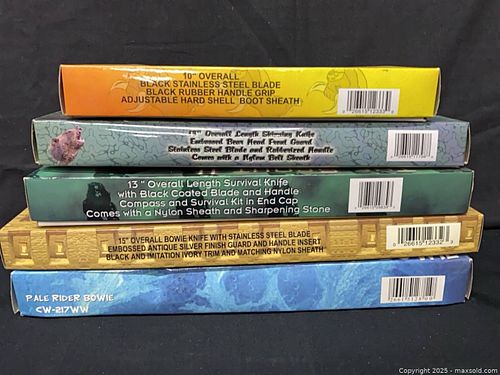 10" OVERALL
BLACK STAINLESS STEEL BLADE
BLACK RUBBER HANDLE GRIP
ADJUSTABLE HARD SHELL BOOT SHEATH
Overall Length Skinning Knife
Embossed Bear Head Front Guard
Stainless Steel Blade and Rubberized Handle
Comes with a Nylon Belt Sheath
13" Overall Length Survival Knife
with Black Coated Blade and Handle
Compass and Survival Kit in End Cap
Comes with a Nylon Sheath and Sharpening Stone
15" OVERALL BOWIE KNIFE WITH STAINLESS STEEL BLADE
EMBOSSED ANTIQUE SILVER FINISH GUARD AND HANDLE INSERT
BLACK AND IMITATION IVORY TRIM AND MATCHING NYLON SHEATH
26615 12332
PALE RIDER BOWIE
CW-217WW
Copyright 2025 - maxsold.com